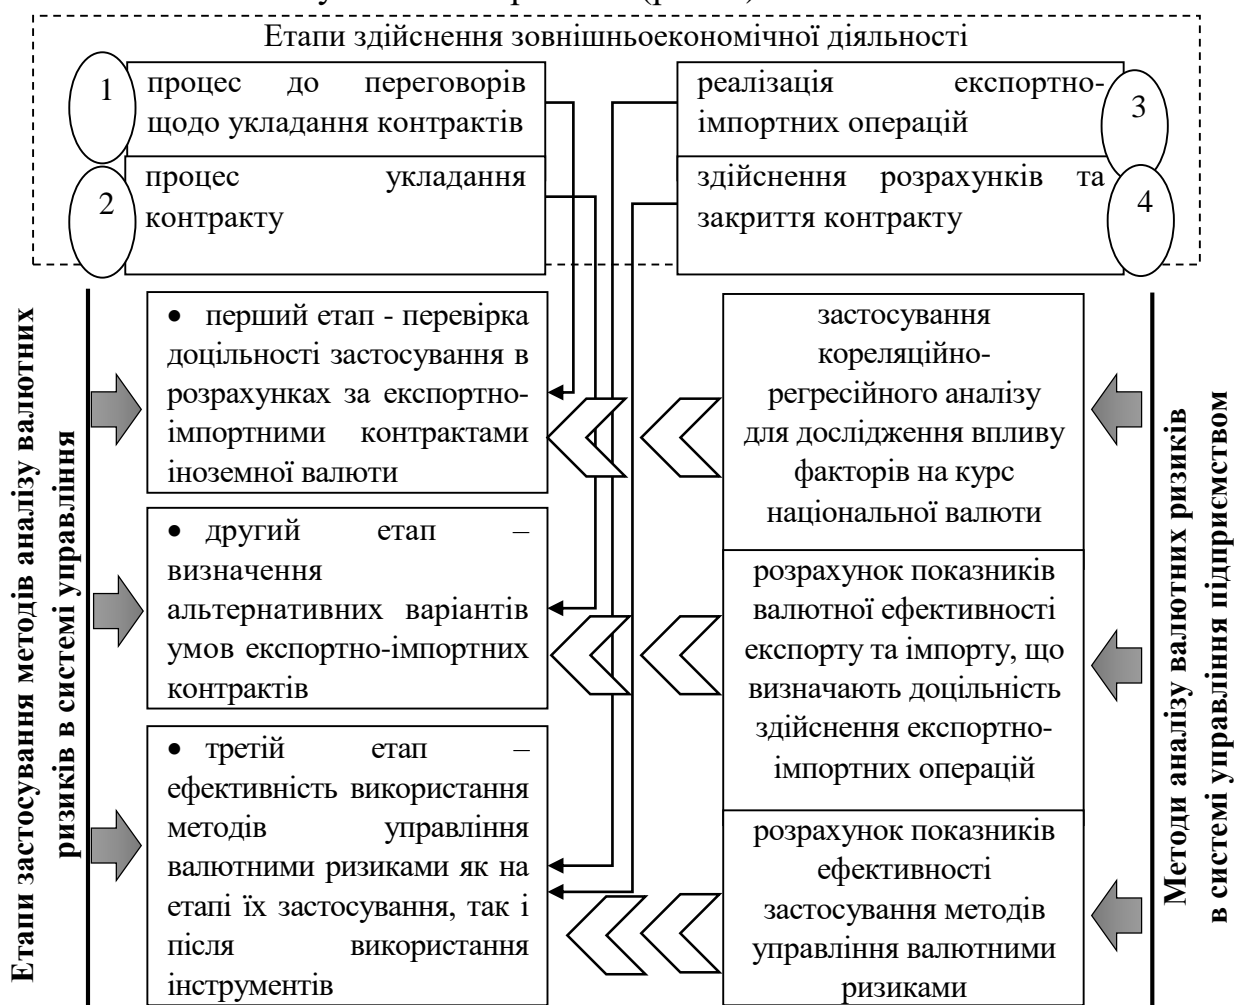 Етапи здійснення зовнішньоекономічної діяльності
1
процес до переговорів
щодо укладання контрактів
2
процес укладання
контракту
реалізація експортно-
імпортних операцій
3
здійснення розрахунків та
закриття контракту
4
Етапи застосування методів аналізу валютних
ризиків в системі управління
• перший етап - перевірка
доцільності застосування в
розрахунках за експортно-
імпортними контрактами
іноземної валюти
• другий етап –
визначення
альтернативних варіантів
умов експортно-імпортних
контрактів
• третій етап –
ефективність використання
методів управління
валютними ризиками як на
етапі їх застосування, так і
після використання
інструментів
застосування
кореляційно-
регресійного аналізу
для дослідження впливу
факторів на курс
національної валюти
розрахунок показників
валютної ефективності
експорту та імпорту, що
визначають доцільність
здійснення експортно-
імпортних операцій
розрахунок показників
ефективності
застосування методів
управління валютними
ризиками
Методи аналізу валютних ризиків
в системі управління підприємством